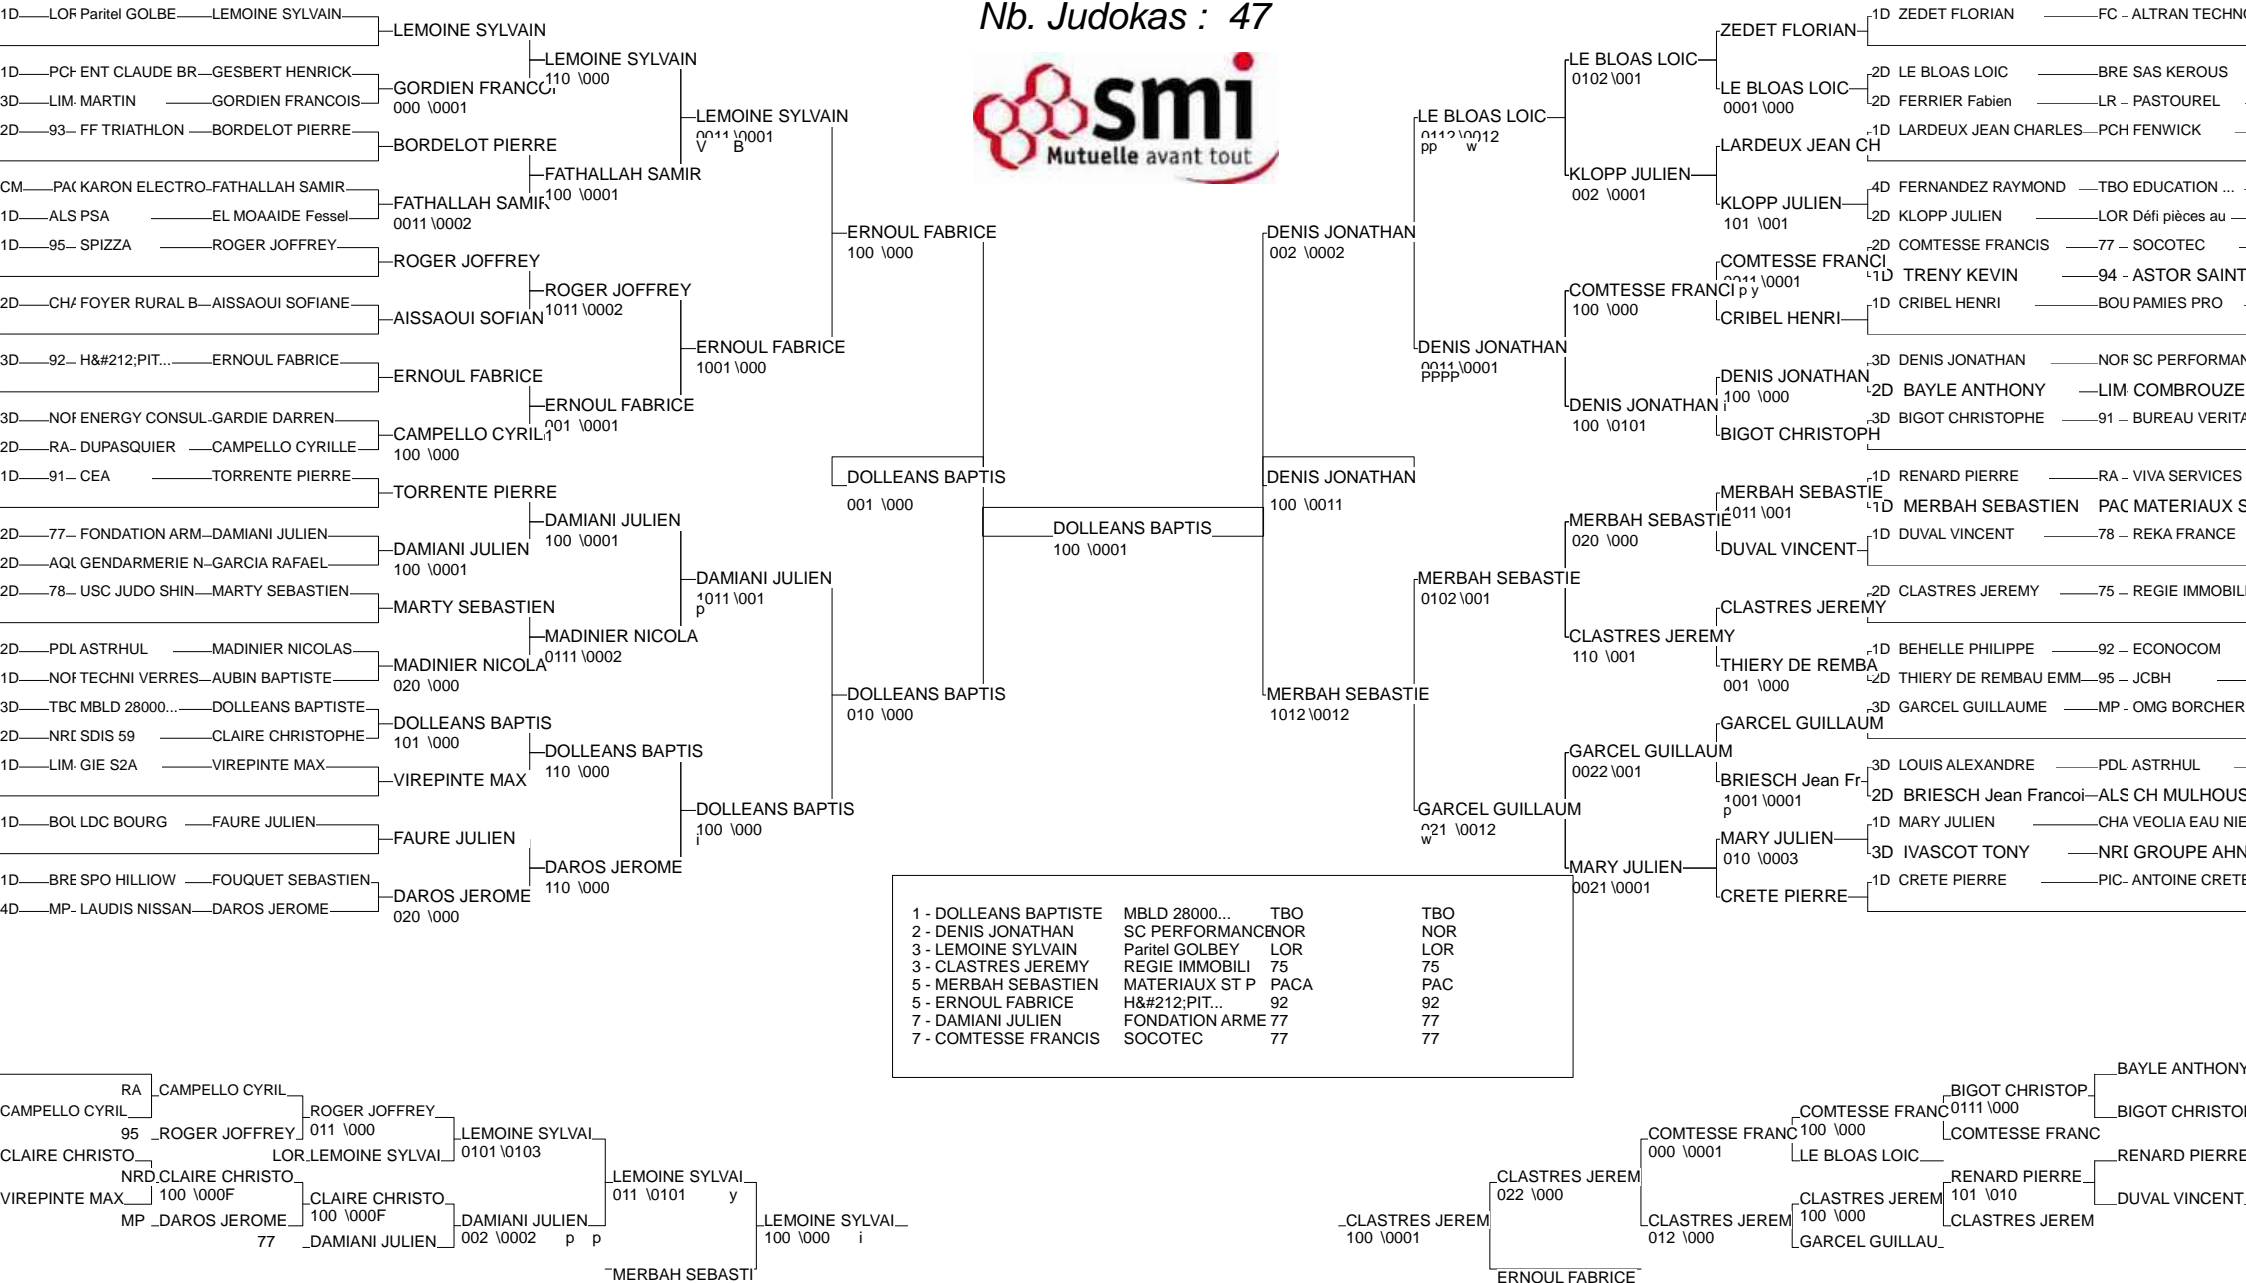 Nb. Judokas : 47
smi
Mutuelle avant tout
1D LOR Paritel GOLBE LEMOINE SYLVAIN
1D PCH ENT CLAUDE BR GESBERT HENRICK
3D LIM MARTIN GORDIEN FRANCOIS
2D 93 FF TRIATHLON BORDELOT PIERRE
CM PAC KARON ELECTRO FATHALLAH SAMIR
1D ALS PSA EL MOAAIDE Fessel
1D 95 SPIZZA ROGER JOFFREY
2D CHA FOYER RURAL B AISSAOUI SOFIANE
3D 92 H&#212;PIT... ERNOUL FABRICE
3D NOR ENERGY CONSUL GARDIE DARREN
2D RA DUPASQUIER CAMPELLO CYRILLE
1D 91 CEA TORRENTE PIERRE
2D 77 FONDATION ARM DAMIANI JULIEN
2D AQU GENDARMERIE N GARCIA RAFAEL
2D 78 USC JUDO SHIN MARTY SEBASTIEN
2D PDL ASTRHUL MADINIER NICOLAS
1D NOR TECHNI VERRES AUBIN BAPTISTE
3D TBO MBLD 28000... DOLLEANS BAPTISTE
2D NRD SDIS 59 CLAIRE CHRISTOPHE
1D LIM GIE S2A VIREPINTE MAX
1D BOU LDC BOURG FAURE JULIEN
1D BRE SPO HILLIOW FOUQUET SEBASTIEN
4D MP LAUDIS NISSAN DAROS JEROME
LEMOINE SYLVAIN
GORDIEN FRANCOI
000 \0001
BORDELOT PIERRE
FATHALLAH SAMIR
0011 \0002
ROGER JOFFREY
AISSAOUI SOFIAN
ERNOUL FABRICE
CAMPELLO CYRIL
100 \000
TORRENTE PIERRE
DAMIANI JULIEN
100 \0001
MARTY SEBASTIEN
MADINIER NICOLA
020 \000
DOLLEANS BAPTIS
101 \000
VIREPINTE MAX
FAURE JULIEN
DAROS JEROME
020 \000
LEMOINE SYLVAIN
110 \000
FATHALLAH SAMIR
100 \0001
ROGER JOFFREY
1011 \0002
ERNOUL FABRICE
001 \0001
DAMIANI JULIEN
100 \0001
MADINIER NICOLA
0111 \0002
DOLLEANS BAPTIS
110 \000
DAROS JEROME
110 \000
LEMOINE SYLVAIN
0011 \0001
V B
ERNOUL FABRICE
1001 \000
DAMIANI JULIEN
1011 \001
p
DOLLEANS BAPTIS
100 \000
i
ERNOUL FABRICE
100 \000
DOLLEANS BAPTIS
001 \000
DOLLEANS BAPTIS
010 \000
DOLLEANS BAPTIS
100 \0001
DENIS JONATHAN
002 \0002
DENIS JONATHAN
100 \0011
MERBAH SEBASTIE
1012 \0012
LE BLOAS LOIC
0112 \0012
pp w
DENIS JONATHAN
0011 \0001
PPPP
MERBAH SEBASTIE
0102 \001
GARCEL GUILLAUM
021 \0012
w
LE BLOAS LOIC
0102 \001
KLOPP JULIEN
002 \0001
COMTESSE FRANCI
100 \000
DENIS JONATHAN
100 \0101
MERBAH SEBASTIE
020 \000
CLASTRES JEREMY
110 \001
GARCEL GUILLAUM
0022 \001
MARY JULIEN
0021 \0001
ZEDET FLORIAN
LE BLOAS LOIC
0001 \000
LARDEUX JEAN CH
KLOPP JULIEN
101 \001
COMTESSE FRANCI
0011 \0001
p y
CRIBEL HENRI
DENIS JONATHAN
100 \000
i
BIGOT CHRISTOPH
MERBAH SEBASTIE
1011 \001
DUVAL VINCENT
CLASTRES JEREMY
THIERY DE REMBA
001 \000
GARCEL GUILLAUM
BRIESCH Jean Fr
1001 \0001
p
MARY JULIEN
010 \0003
CRETE PIERRE
1D ZEDET FLORIAN FC - ALTRAN TECHNO
2D LE BLOAS LOIC BRE SAS KEROUS
2D FERRIER Fabien LR - PASTOUREL
1D LARDEUX JEAN CHARLES PCH FENWICK
4D FERNANDEZ RAYMOND TBO EDUCATION ...
2D KLOPP JULIEN LOR Défi pièces au
2D COMTESSE FRANCIS 77 - SOCOTEC
1D TRENY KEVIN 94 - ASTOR SAINT
1D CRIBEL HENRI BOU PAMIES PRO
3D DENIS JONATHAN NOR SC PERFORMAN
2D BAYLE ANTHONY LIM COMBROUZE
3D BIGOT CHRISTOPHE 91 - BUREAU VERITA
1D RENARD PIERRE RA - VIVA SERVICES
1D MERBAH SEBASTIEN PAC MATERIAUX S
1D DUVAL VINCENT 78 - REKA FRANCE
2D CLASTRES JEREMY 75 - REGIE IMMOBILI
1D BEHELLE PHILIPPE 92 - ECONOCOM
2D THIERY DE REMBAU EMM 95 - JCBH
3D GARCEL GUILLAUME MP - OMG BORCHER
3D LOUIS ALEXANDRE PDL ASTRHUL
2D BRIESCH Jean Francoi ALS CH MULHOUS
1D MARY JULIEN CHA VEOLIA EAU NIE
3D IVASCOT TONY NRD GROUPE AHN
1D CRETE PIERRE PIC- ANTOINE CRETE
1 - DOLLEANS BAPTISTE MBLD 28000... TBO TBO
2 - DENIS JONATHAN SC PERFORMANCE NOR NOR
3 - LEMOINE SYLVAIN Paritel GOLBEY LOR LOR
3 - CLASTRES JEREMY REGIE IMMOBILI 75 75
5 - MERBAH SEBASTIEN MATERIAUX ST P PACA PAC
5 - ERNOUL FABRICE H&#212;PIT... 92 92
7 - DAMIANI JULIEN FONDATION ARME 77 77
7 - COMTESSE FRANCIS SOCOTEC 77 77
CAMPELLO CYRIL
CLAIRE CHRISTO
VIREPINTE MAX
RA CAMPELLO CYRIL
95 ROGER JOFFREY
NRD CLAIRE CHRISTO
100 \000F
MP DAROS JEROME
ROGER JOFFREY
011 \000
LOR LEMOINE SYLVAI
CLAIRE CHRISTO
100 \000F
77 DAMIANI JULIEN
LEMOINE SYLVAI
0101 \0103
DAMIANI JULIEN
002 \0002 p p
LEMOINE SYLVAI
011 \0101 y
MERBAH SEBASTI
LEMOINE SYLVAI
100 \000 i
CLASTRES JEREM
100 \0001
CLASTRES JEREM
022 \000
ERNOUL FABRICE
COMTESSE FRANC
000 \0001
CLASTRES JEREM
012 \000
COMTESSE FRANC
100 \000
LE BLOAS LOIC
CLASTRES JEREM
100 \000
GARCEL GUILLAU
BIGOT CHRISTOP
0111 \000
COMTESSE FRANC
RENARD PIERRE
101 \010
CLASTRES JEREM
BAYLE ANTHONY
BIGOT CHRISTOP
RENARD PIERRE
DUVAL VINCENT